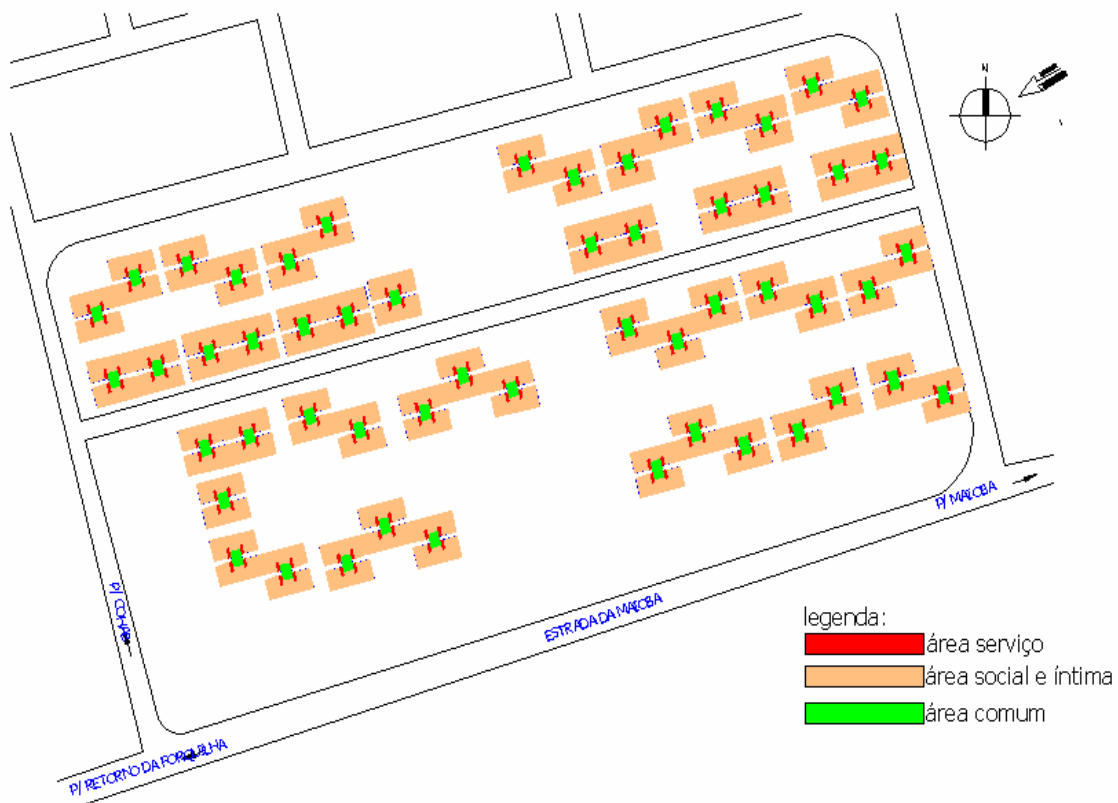 N
P/ MAIOBA
P/ COHAB
ESTRADA DA MAIOBA
P/ RETORNO DA FORQUILHA
legenda:
área serviço
área social e íntima
área comum